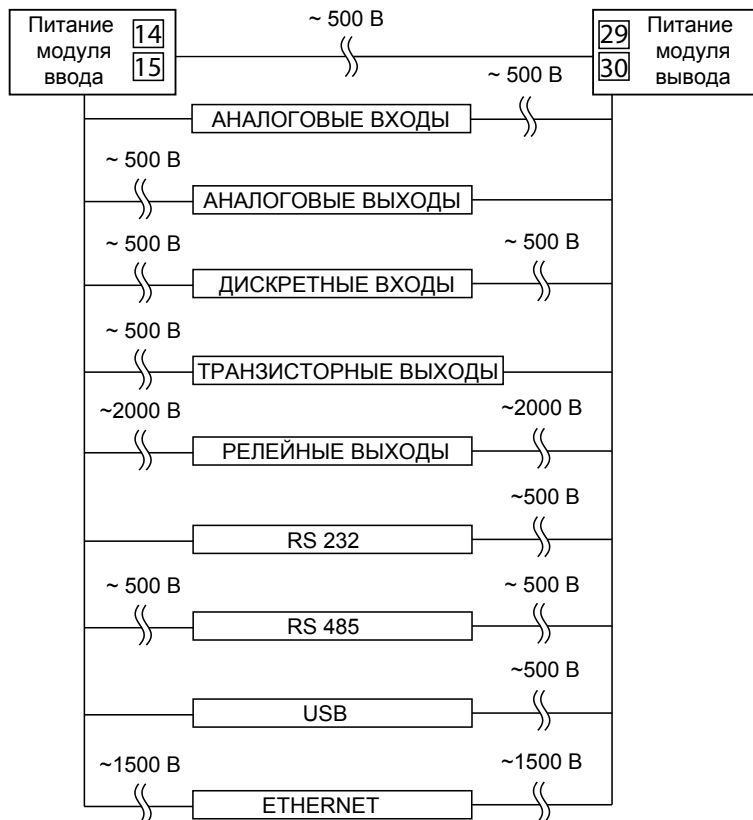 Питание
модуля
ввода
14
15
~ 500 В
29
30
Питание
модуля
вывода
~ 500 В
АНАЛОГОВЫЕ ВХОДЫ
~ 500 В
АНАЛОГОВЫЕ ВЫХОДЫ
~ 500 В
~ 500 В
ДИСКРЕТНЫЕ ВХОДЫ
~ 500 В
ТРАНЗИСТОРНЫЕ ВЫХОДЫ
~2000 В
~2000 В
РЕЛЕЙНЫЕ ВЫХОДЫ
~500 В
RS 232
~ 500 В
~ 500 В
RS 485
~500 В
USB
~1500 В
~1500 В
ETHERNET